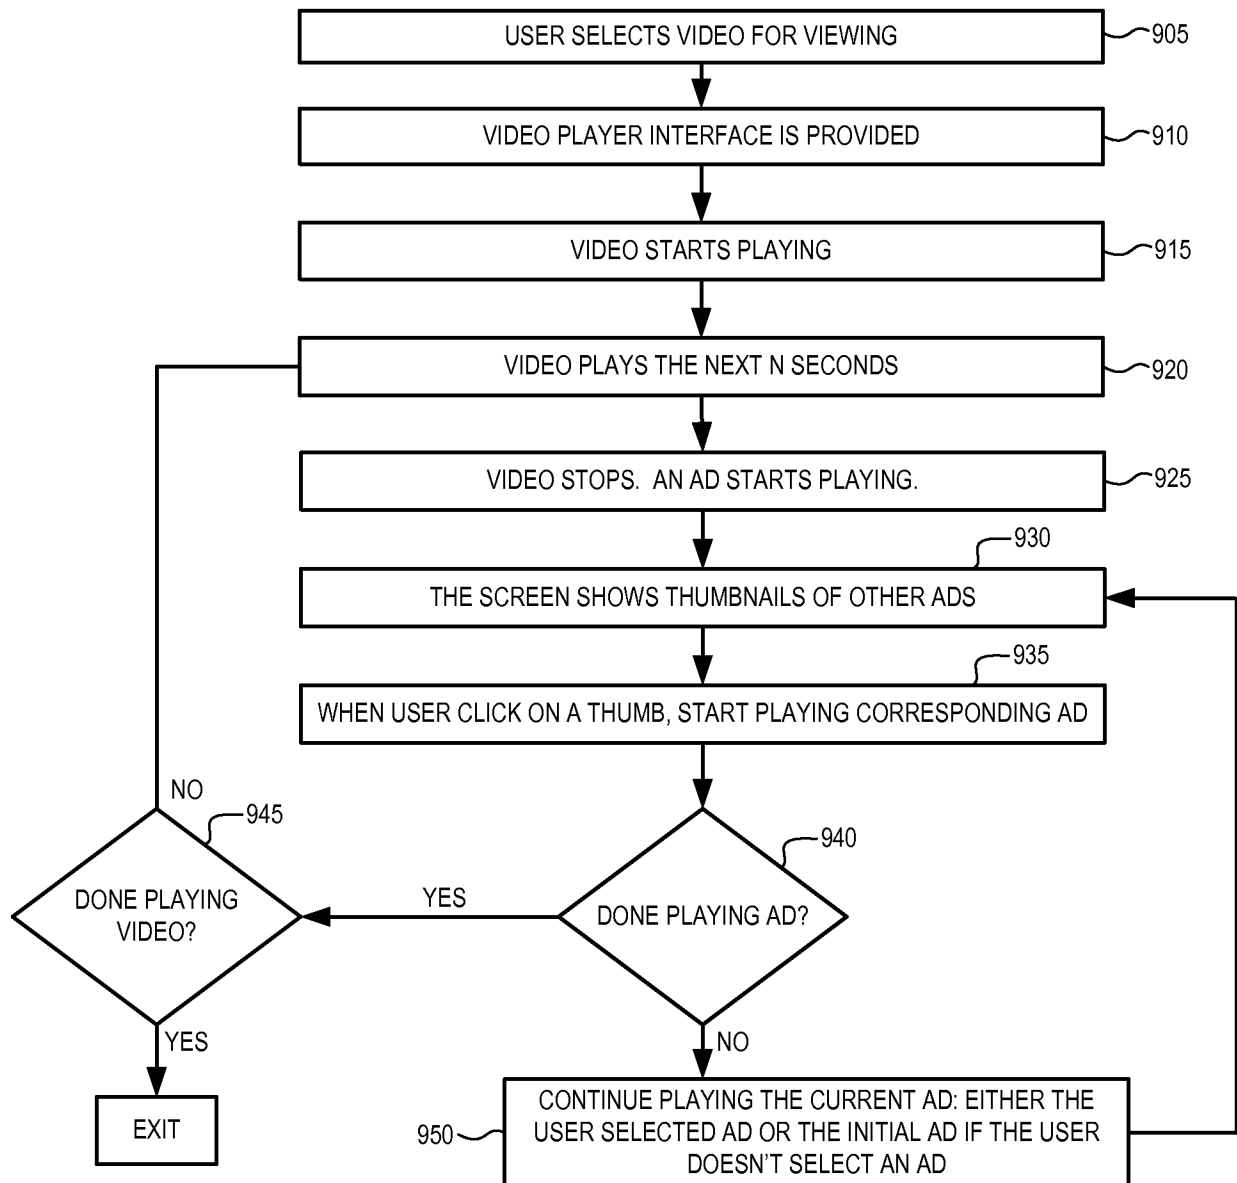 USER SELECTS VIDEO FOR VIEWING
905
VIDEO PLAYER INTERFACE IS PROVIDED
910
VIDEO STARTS PLAYING
915
VIDEO PLAYS THE NEXT N SECONDS
920
VIDEO STOPS. AN AD STARTS PLAYING.
925
930
THE SCREEN SHOWS THUMBNAILS OF OTHER ADS
935
WHEN USER CLICK ON A THUMB, START PLAYING CORRESPONDING AD
NO
945
940
DONE PLAYING
VIDEO?
YES
DONE PLAYING AD?
YES
NO
EXIT
950
CONTINUE PLAYING THE CURRENT AD: EITHER THE
USER SELECTED AD OR THE INITIAL AD IF THE USER
DOESN'T SELECT AN AD